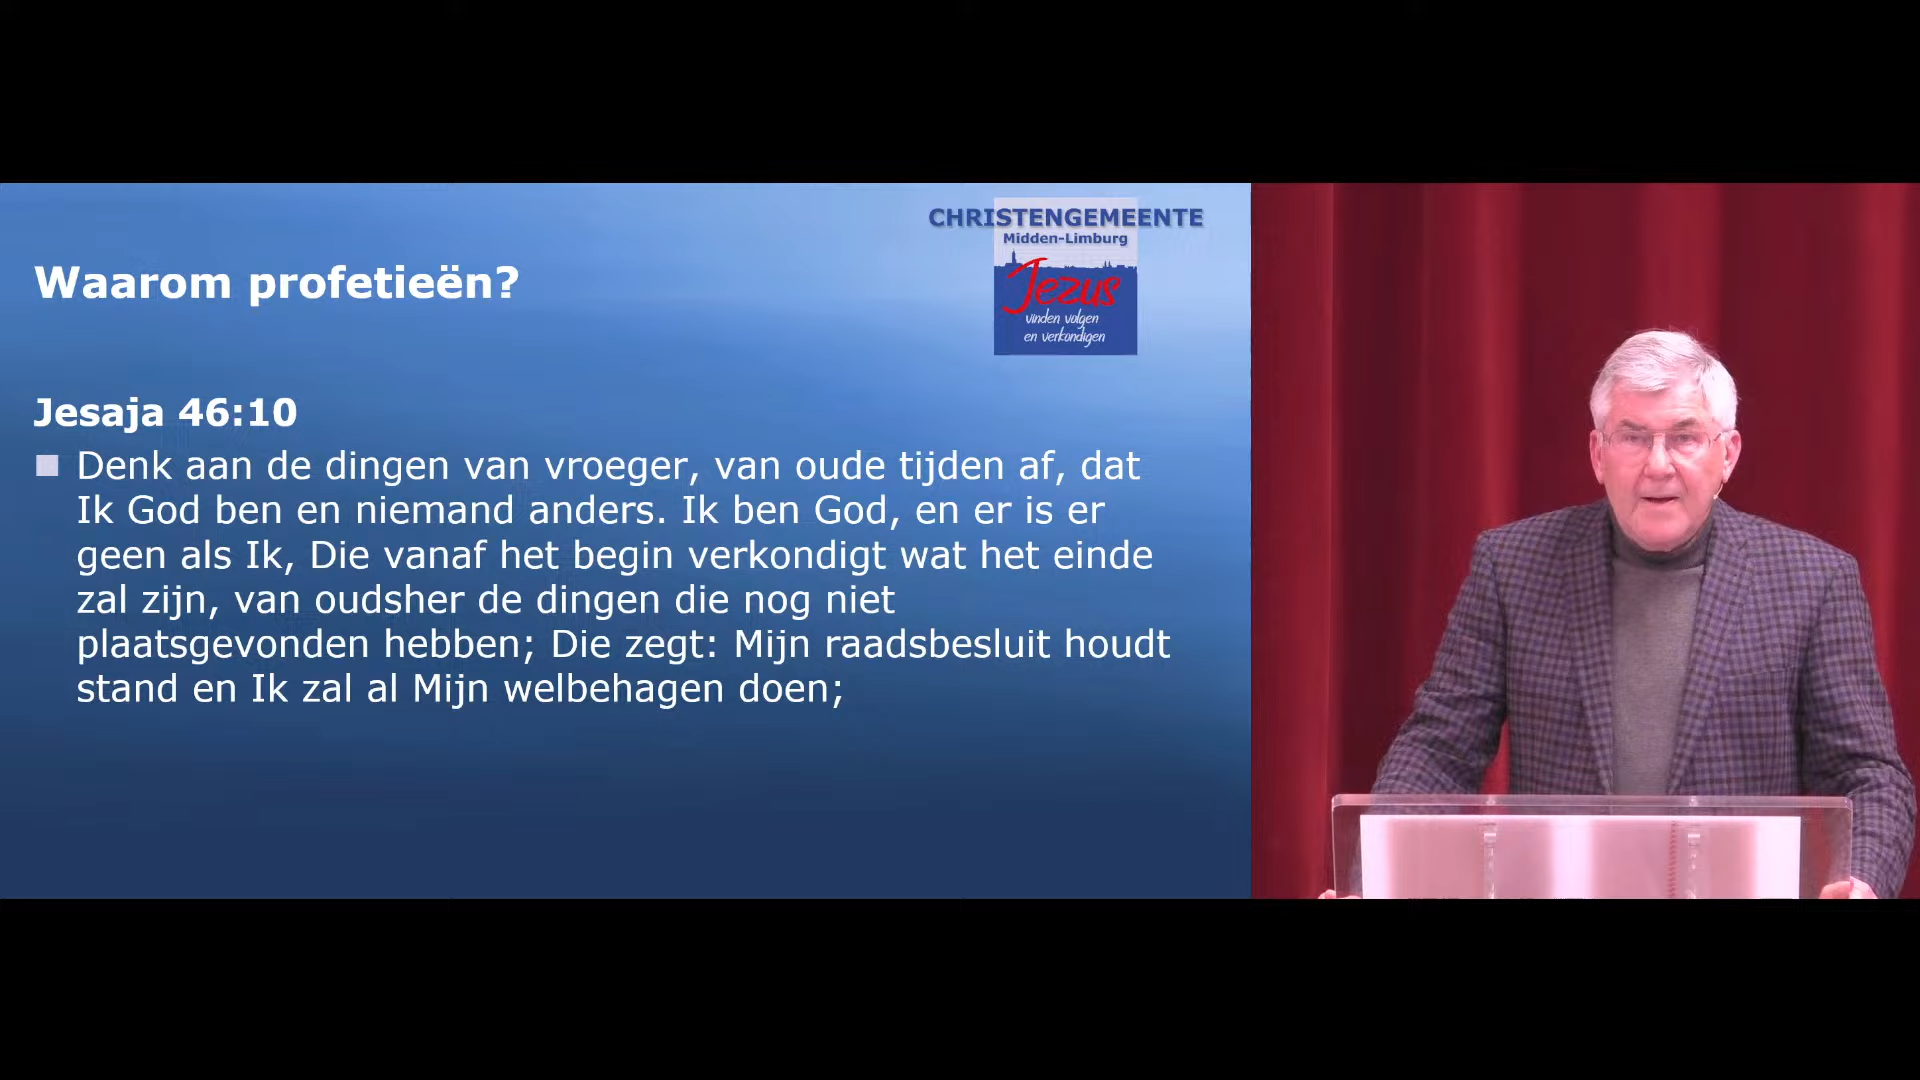 CHRISTENGEMEENTE
Midden-Limburg
Jezus
vinden volgen
en verkondigen
Waarom profetieën?
Jesaja 46:10
Denk aan de dingen van vroeger, van oude tijden af, dat
Ik God ben en niemand anders. Ik ben God, en er is er
geen als Ik, Die vanaf het begin verkondigt wat het einde
zal zijn, van oudsher de dingen die nog niet
plaatsgevonden hebben; Die zegt: Mijn raadsbesluit houdt
stand en Ik zal al Mijn welbehagen doen;